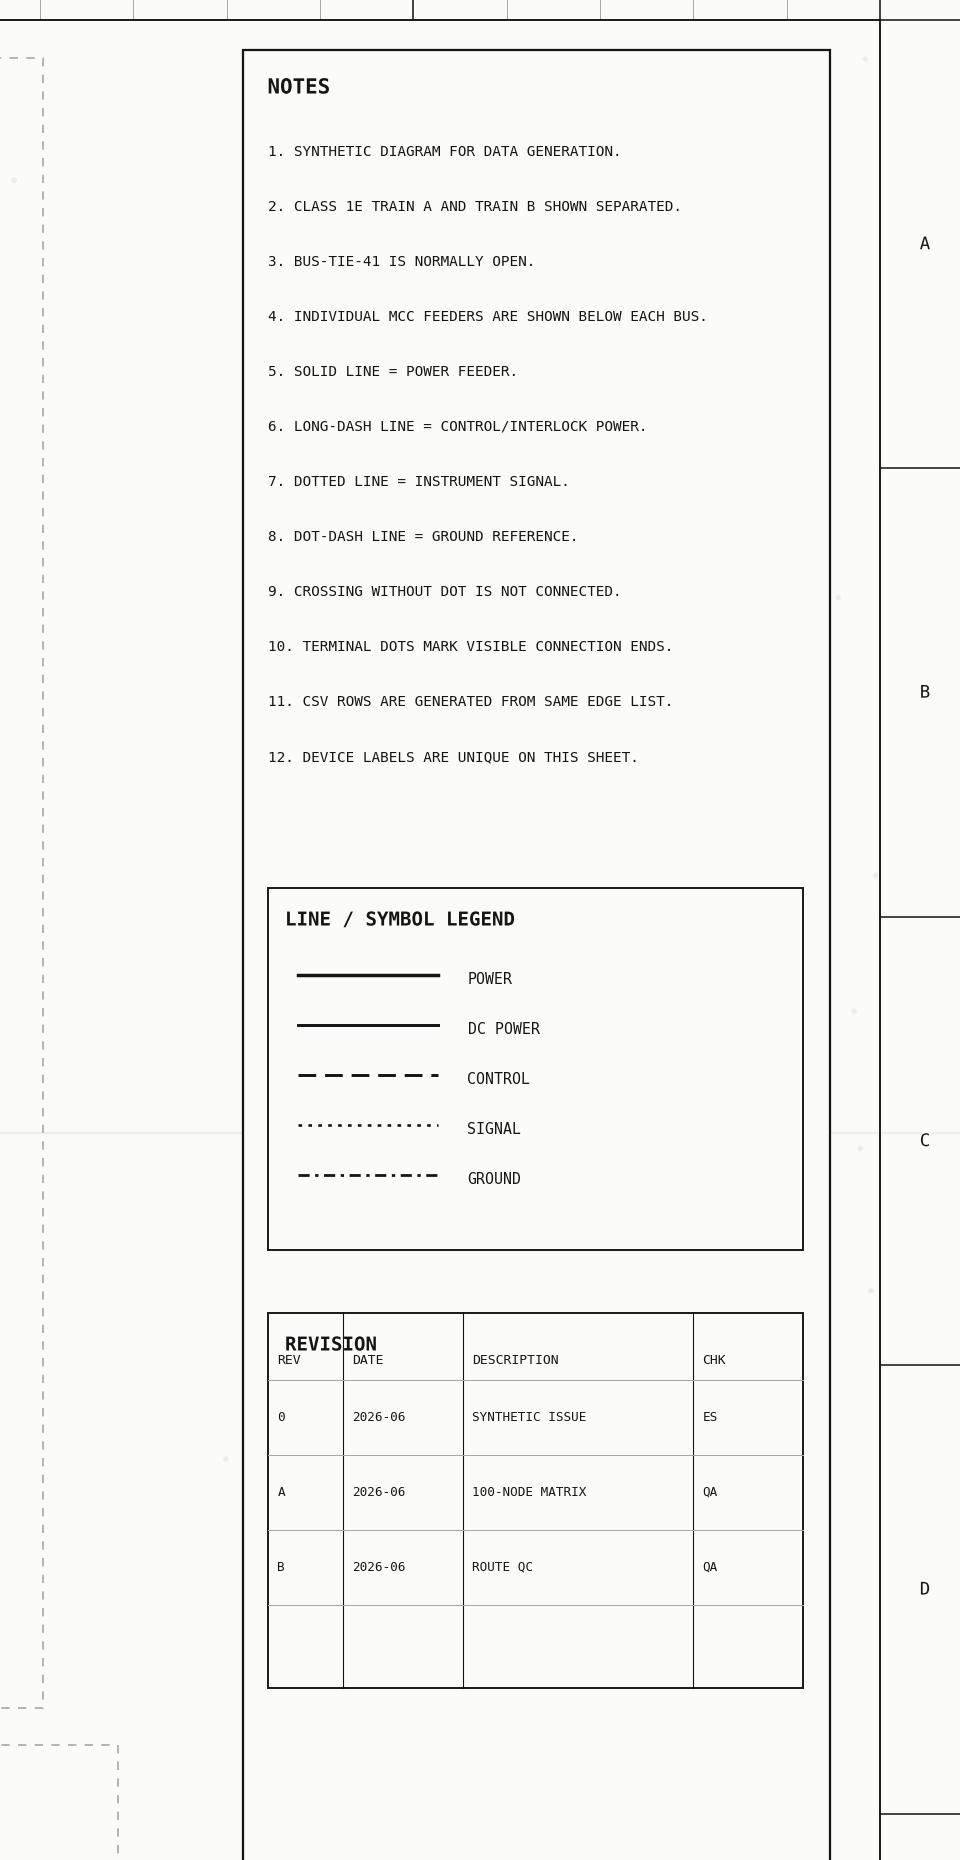 NOTES
1. SYNTHETIC DIAGRAM FOR DATA GENERATION.
2. CLASS 1E TRAIN A AND TRAIN B SHOWN SEPARATED.
3. BUS-TIE-41 IS NORMALLY OPEN.
4. INDIVIDUAL MCC FEEDERS ARE SHOWN BELOW EACH BUS.
5. SOLID LINE = POWER FEEDER.
6. LONG-DASH LINE = CONTROL/INTERLOCK POWER.
7. DOTTED LINE = INSTRUMENT SIGNAL.
8. DOT-DASH LINE = GROUND REFERENCE.
9. CROSSING WITHOUT DOT IS NOT CONNECTED.
10. TERMINAL DOTS MARK VISIBLE CONNECTION ENDS.
11. CSV ROWS ARE GENERATED FROM SAME EDGE LIST.
12. DEVICE LABELS ARE UNIQUE ON THIS SHEET.
LINE / SYMBOL LEGEND
POWER
DC POWER
CONTROL
SIGNAL
GROUND
REVISION
REV DATE DESCRIPTION CHK
0 2026-06 SYNTHETIC ISSUE ES
A 2026-06 100-NODE MATRIX QA
B 2026-06 ROUTE QC QA
A
B
C
D